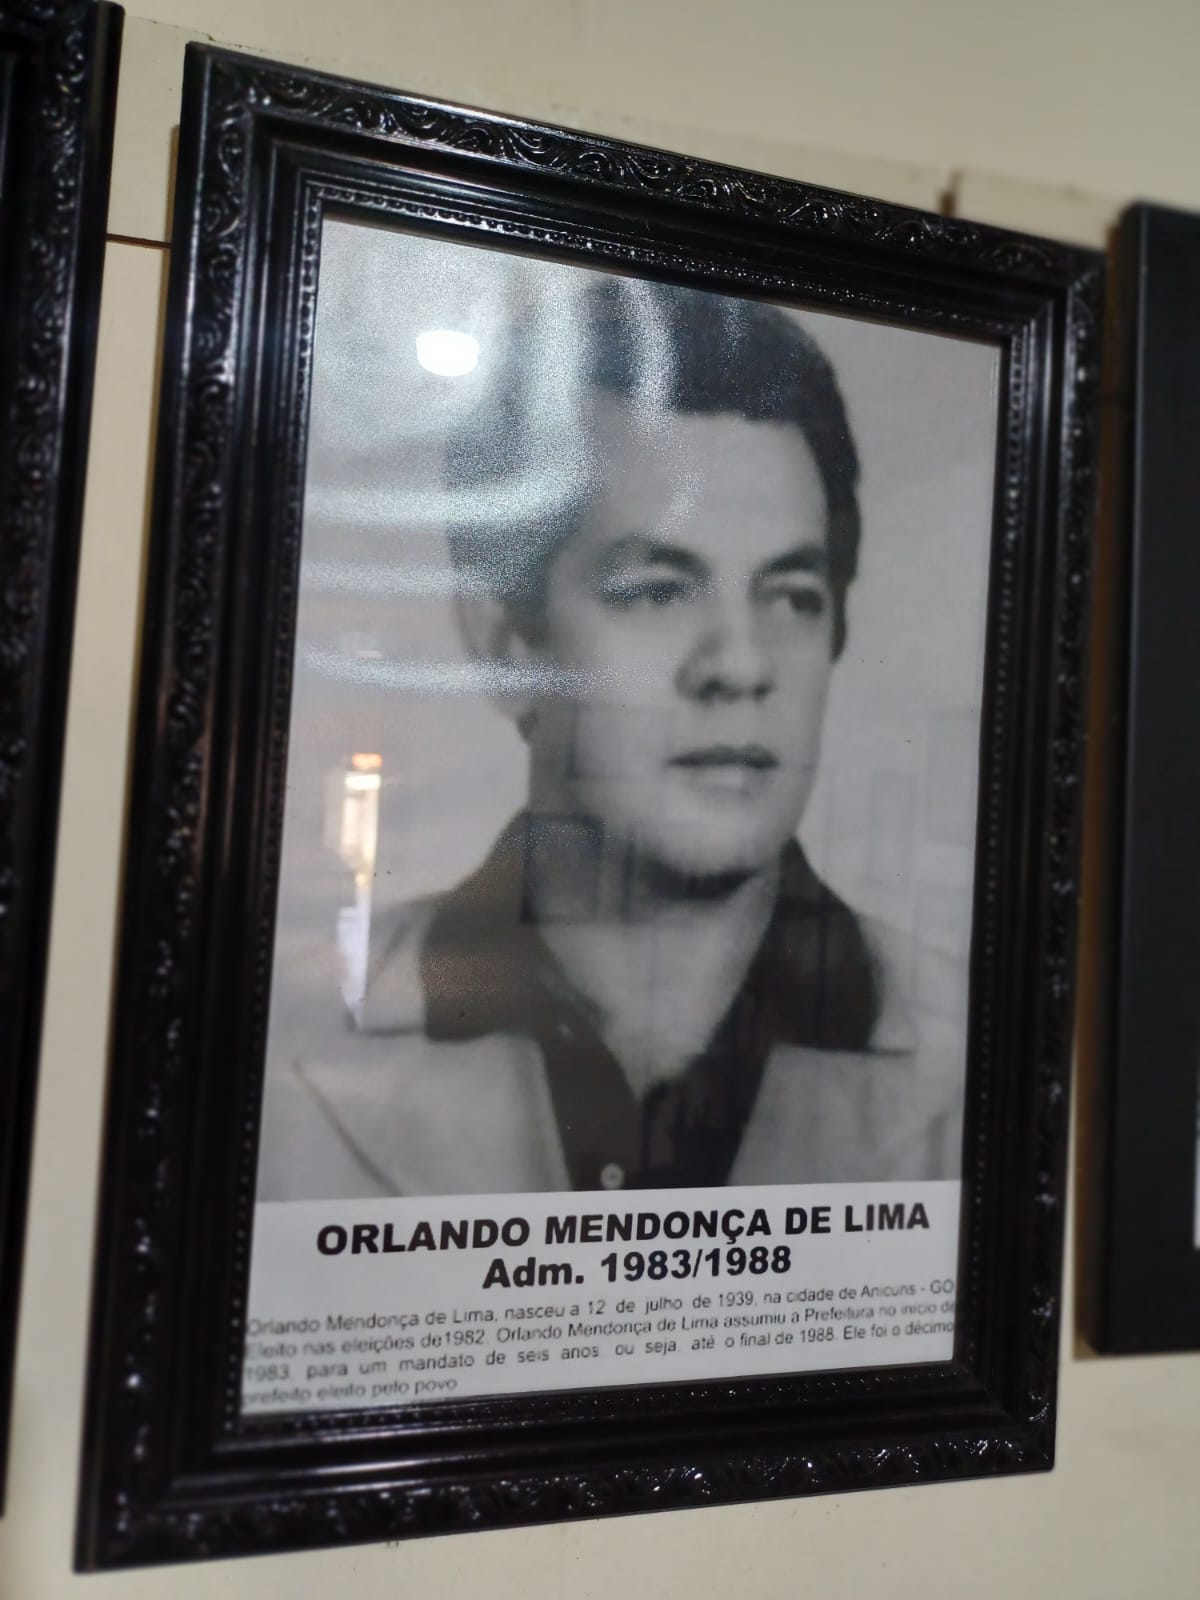 ORLANDO MENDONÇA DE LIMA
Adm. 1983/1988
Orlando Mendonça de Lima, nasceu a 12 de julho de 1939, na cidade de Anicuns - GO
Eleito nas eleições de1982, Orlando Mendonça de Lima assumiu a Prefeitura no início de
1983, para um mandato de seis anos, ou seja, até o final de 1988. Ele foi o décimo
prefeito eleito pelo povo